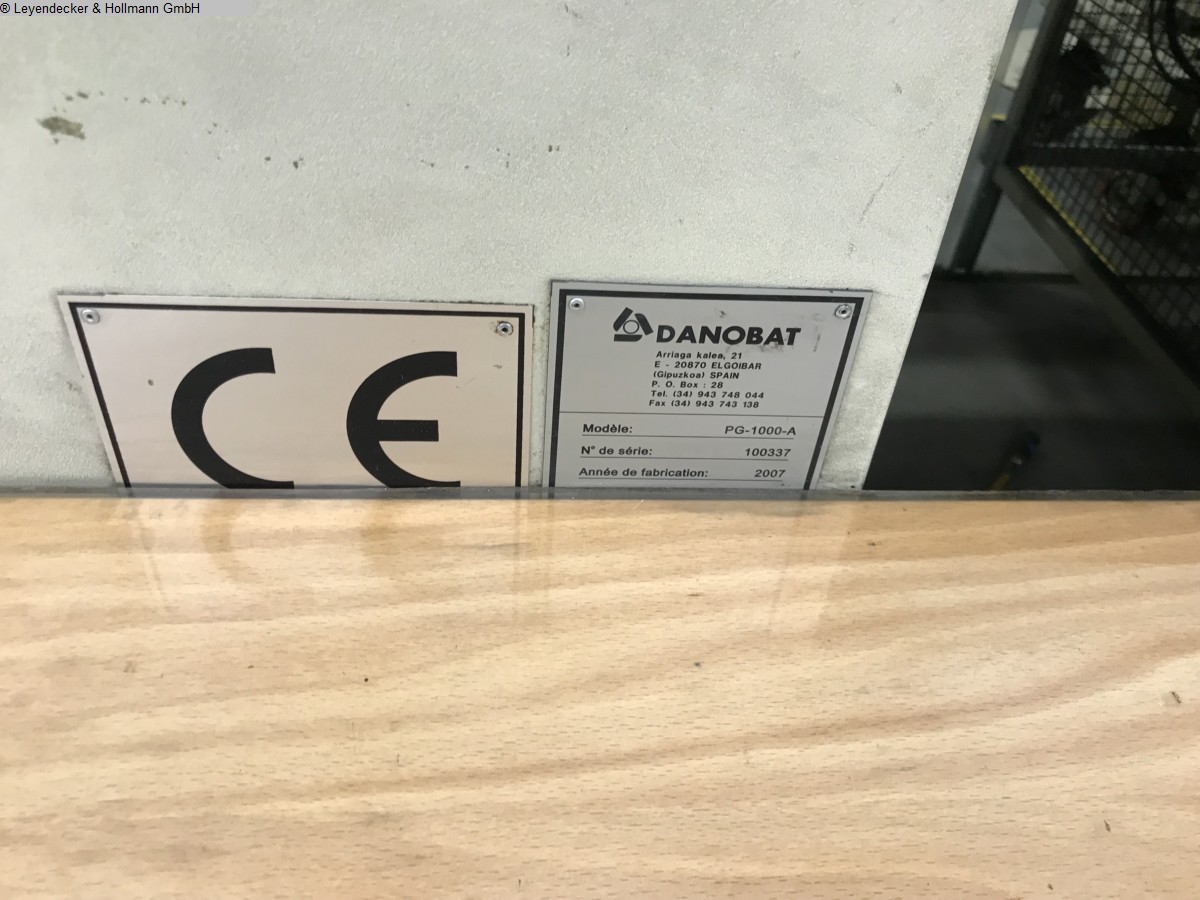 ® Leyendecker & Hollmann GmbH
CE
DANOBAT
Arriaga kalea, 21
E - 20870 ELGOIBAR
(Gipuzkoa) SPAIN
P. O. Box : 28
Tel. (34) 943 748 044
Fax (34) 943 743 138
Modèle: PG-1000-A
N° de série: 100337
Année de fabrication: 2007